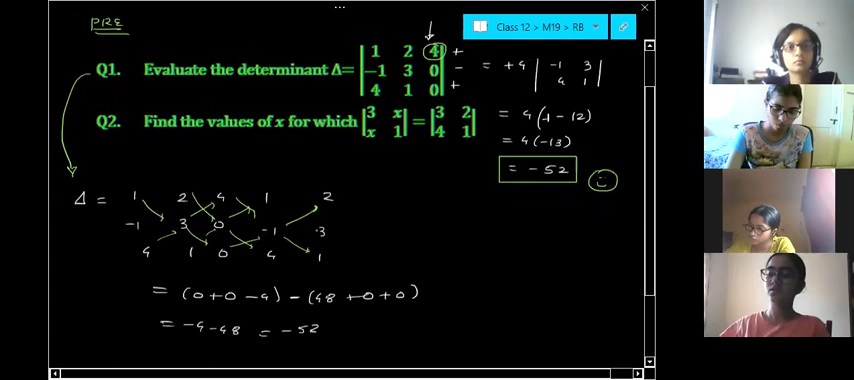 PRE
Class 12 > M19 > RB
Q1. Evaluate the determinant Δ= | 1 2 4 |
| −1 3 0 |
| 4 1 0 |
+
-
+
= +4 | -1 3 |
| 4 1 |
= 4(-1 - 12)
= 4(-13)
= - 52
Q2. Find the values of x for which | 3 x | = | 3 2 |
| x 1 | | 4 1 |
Δ = 1 2 4 1 2
-1 3 0 -1 3
4 1 0 4 1
= (0+0-4) - (48+0+0)
= -4-48 = -52